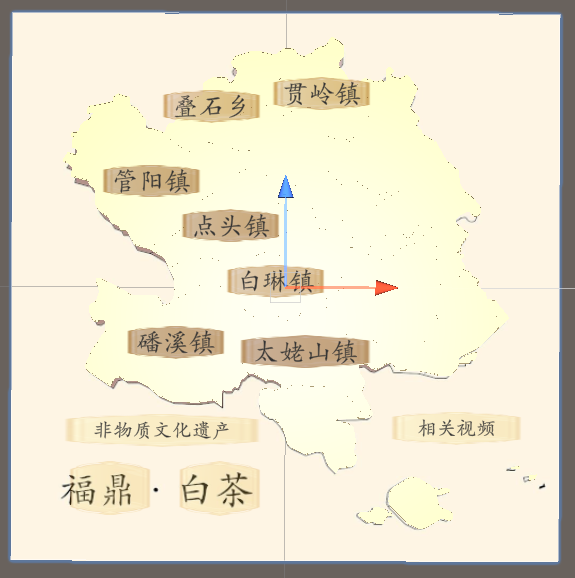 叠石乡
贯岭镇
管阳镇
点头镇
白琳镇
磻溪镇
太姥山镇
非物质文化遗产
相关视频
福鼎·白茶